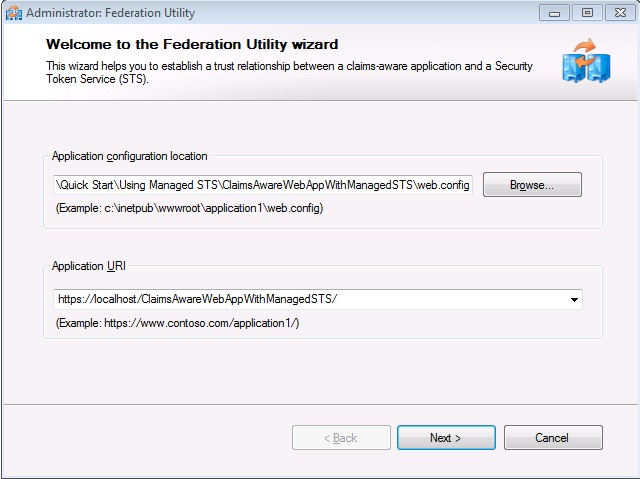 Administrator: Federation Utility
Welcome to the Federation Utility wizard
This wizard helps you to establish a trust relationship between a claims-aware application and a Security
Token Service (STS).
Application configuration location
\Quick Start\Using Managed STS\ClaimsAwareWebAppWithManagedSTS\web.config
Browse...
(Example: c:\inetpub\wwwroot\application1\web.config)
Application URI
https://localhost/ClaimsAwareWebAppWithManagedSTS/
(Example: https://www.contoso.com/application1/)
< Back
Next >
Cancel